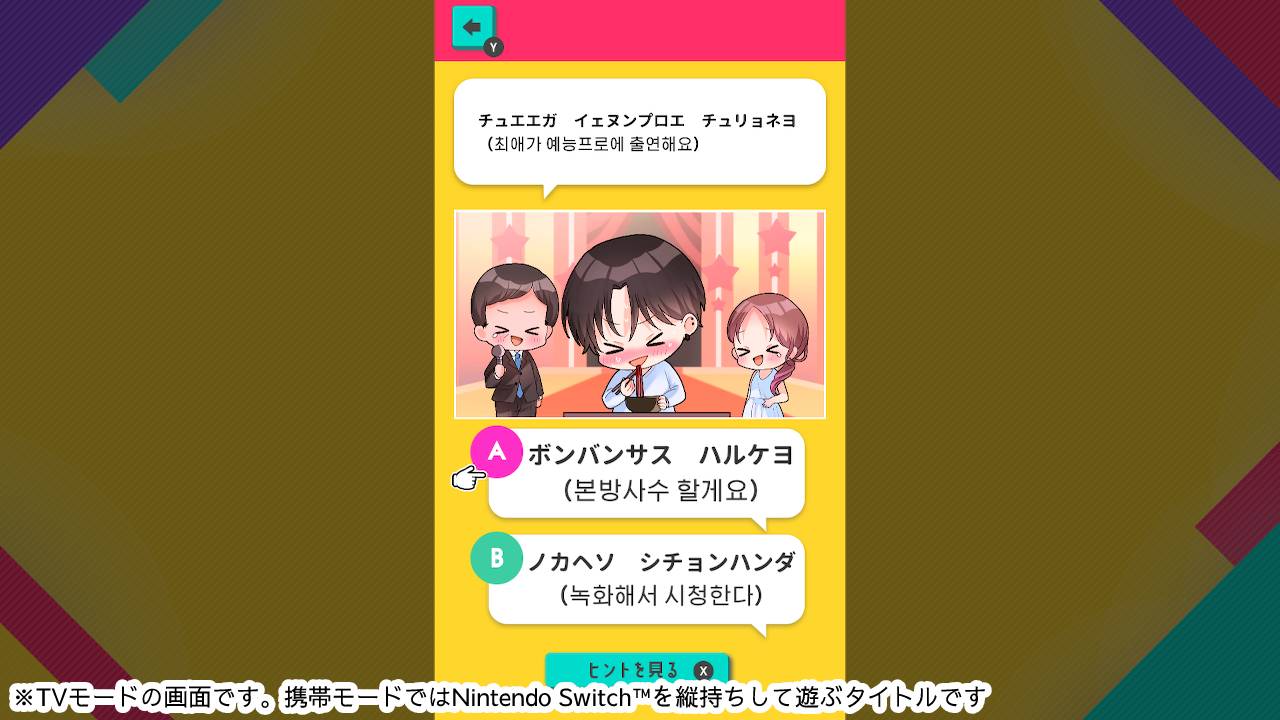 Y
チュエエガ　イェヌンプロエ　チュリョネヨ
(최애가 예능프로에 출연해요)
A
ボンバンサス　ハルケヨ
(본방사수 할게요)
B
ノカヘソ　シチョンハンダ
(녹화해서 시청한다)
ヒントを見る X
※TVモードの画面です。携帯モードではNintendo Switch™を縦持ちして遊ぶタイトルです